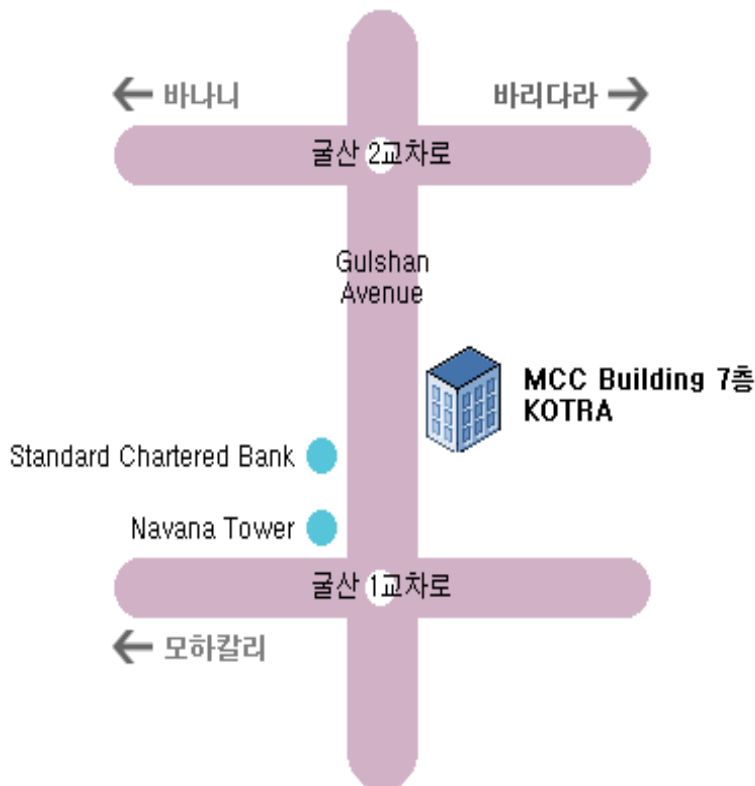 ← 바나니
바리다라 →
굴산 2교차로
Gulshan
Avenue
MCC Building 7층
KOTRA
Standard Chartered Bank
Navana Tower
굴산 1교차로
← 모하칼리